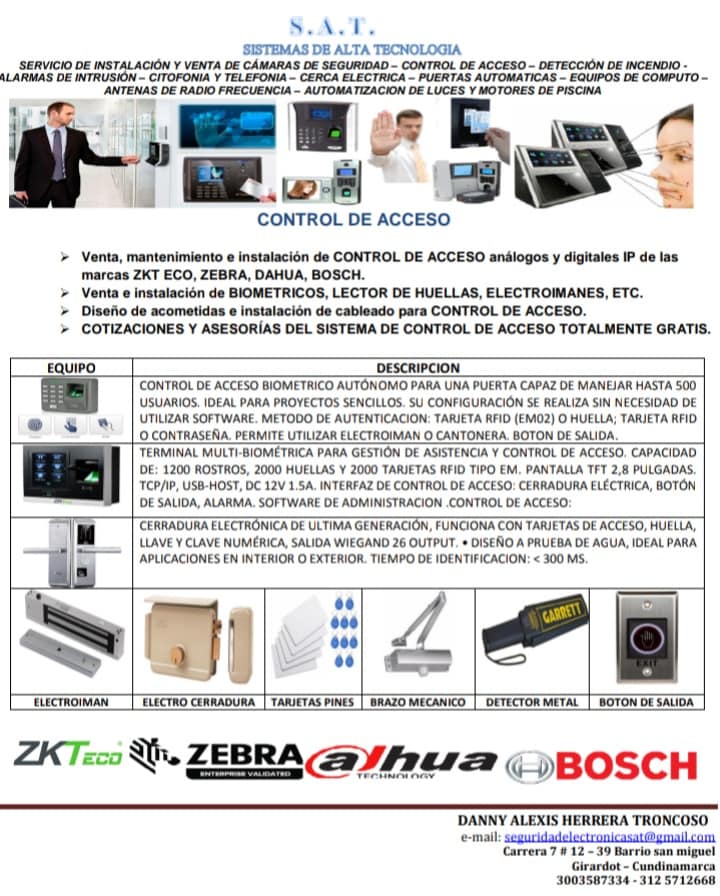 S.A.T.
SISTEMAS DE ALTA TECNOLOGIA
SERVICIO DE INSTALACIÓN Y VENTA DE CÁMARAS DE SEGURIDAD – CONTROL DE ACCESO – DETECCIÓN DE INCENDIO -
ALARMAS DE INTRUSIÓN – CITOFONIA Y TELEFONIA – CERCA ELECTRICA – PUERTAS AUTOMATICAS – EQUIPOS DE COMPUTO –
ANTENAS DE RADIO FRECUENCIA – AUTOMATIZACION DE LUCES Y MOTORES DE PISCINA
CONTROL DE ACCESO
➢ Venta, mantenimiento e instalación de CONTROL DE ACCESO análogos y digitales IP de las
marcas ZKT ECO, ZEBRA, DAHUA, BOSCH.
➢ Venta e instalación de BIOMETRICOS, LECTOR DE HUELLAS, ELECTROIMANES, ETC.
➢ Diseño de acometidas e instalación de cableado para CONTROL DE ACCESO.
➢ COTIZACIONES Y ASESORÍAS DEL SISTEMA DE CONTROL DE ACCESO TOTALMENTE GRATIS.
EQUIPO DESCRIPCION
CONTROL DE ACCESO BIOMETRICO AUTÓNOMO PARA UNA PUERTA CAPAZ DE MANEJAR HASTA 500
USUARIOS. IDEAL PARA PROYECTOS SENCILLOS. SU CONFIGURACIÓN SE REALIZA SIN NECESIDAD DE
UTILIZAR SOFTWARE. METODO DE AUTENTICACION: TARJETA RFID (EM02) O HUELLA; TARJETA RFID
O CONTRASEÑA. PERMITE UTILIZAR ELECTROIMAN O CANTONERA. BOTON DE SALIDA.
TERMINAL MULTI-BIOMÉTRICA PARA GESTIÓN DE ASISTENCIA Y CONTROL DE ACCESO. CAPACIDAD
DE: 1200 ROSTROS, 2000 HUELLAS Y 2000 TARJETAS RFID TIPO EM. PANTALLA TFT 2,8 PULGADAS.
TCP/IP, USB-HOST, DC 12V 1.5A. INTERFAZ DE CONTROL DE ACCESO: CERRADURA ELÉCTRICA, BOTÓN
DE SALIDA, ALARMA. SOFTWARE DE ADMINISTRACION .CONTROL DE ACCESO:
CERRADURA ELECTRÓNICA DE ULTIMA GENERACIÓN, FUNCIONA CON TARJETAS DE ACCESO, HUELLA,
LLAVE Y CLAVE NUMÉRICA, SALIDA WIEGAND 26 OUTPUT. • DISEÑO A PRUEBA DE AGUA, IDEAL PARA
APLICACIONES EN INTERIOR O EXTERIOR. TIEMPO DE IDENTIFICACION: < 300 MS.
GARRETT
EXIT
ELECTROIMAN ELECTRO CERRADURA TARJETAS PINES BRAZO MECANICO DETECTOR METAL BOTON DE SALIDA
ZKTECO ZEBRA alhua BOSCH
ENTERPRISE VALIDATED TECHNOLOGY
DANNY ALEXIS HERRERA TRONCOSO
e-mail: seguridadelectronicasat@gmail.com
Carrera 7 # 12 – 39 Barrio san miguel
Girardot – Cundinamarca
3003587334 - 312 5712668